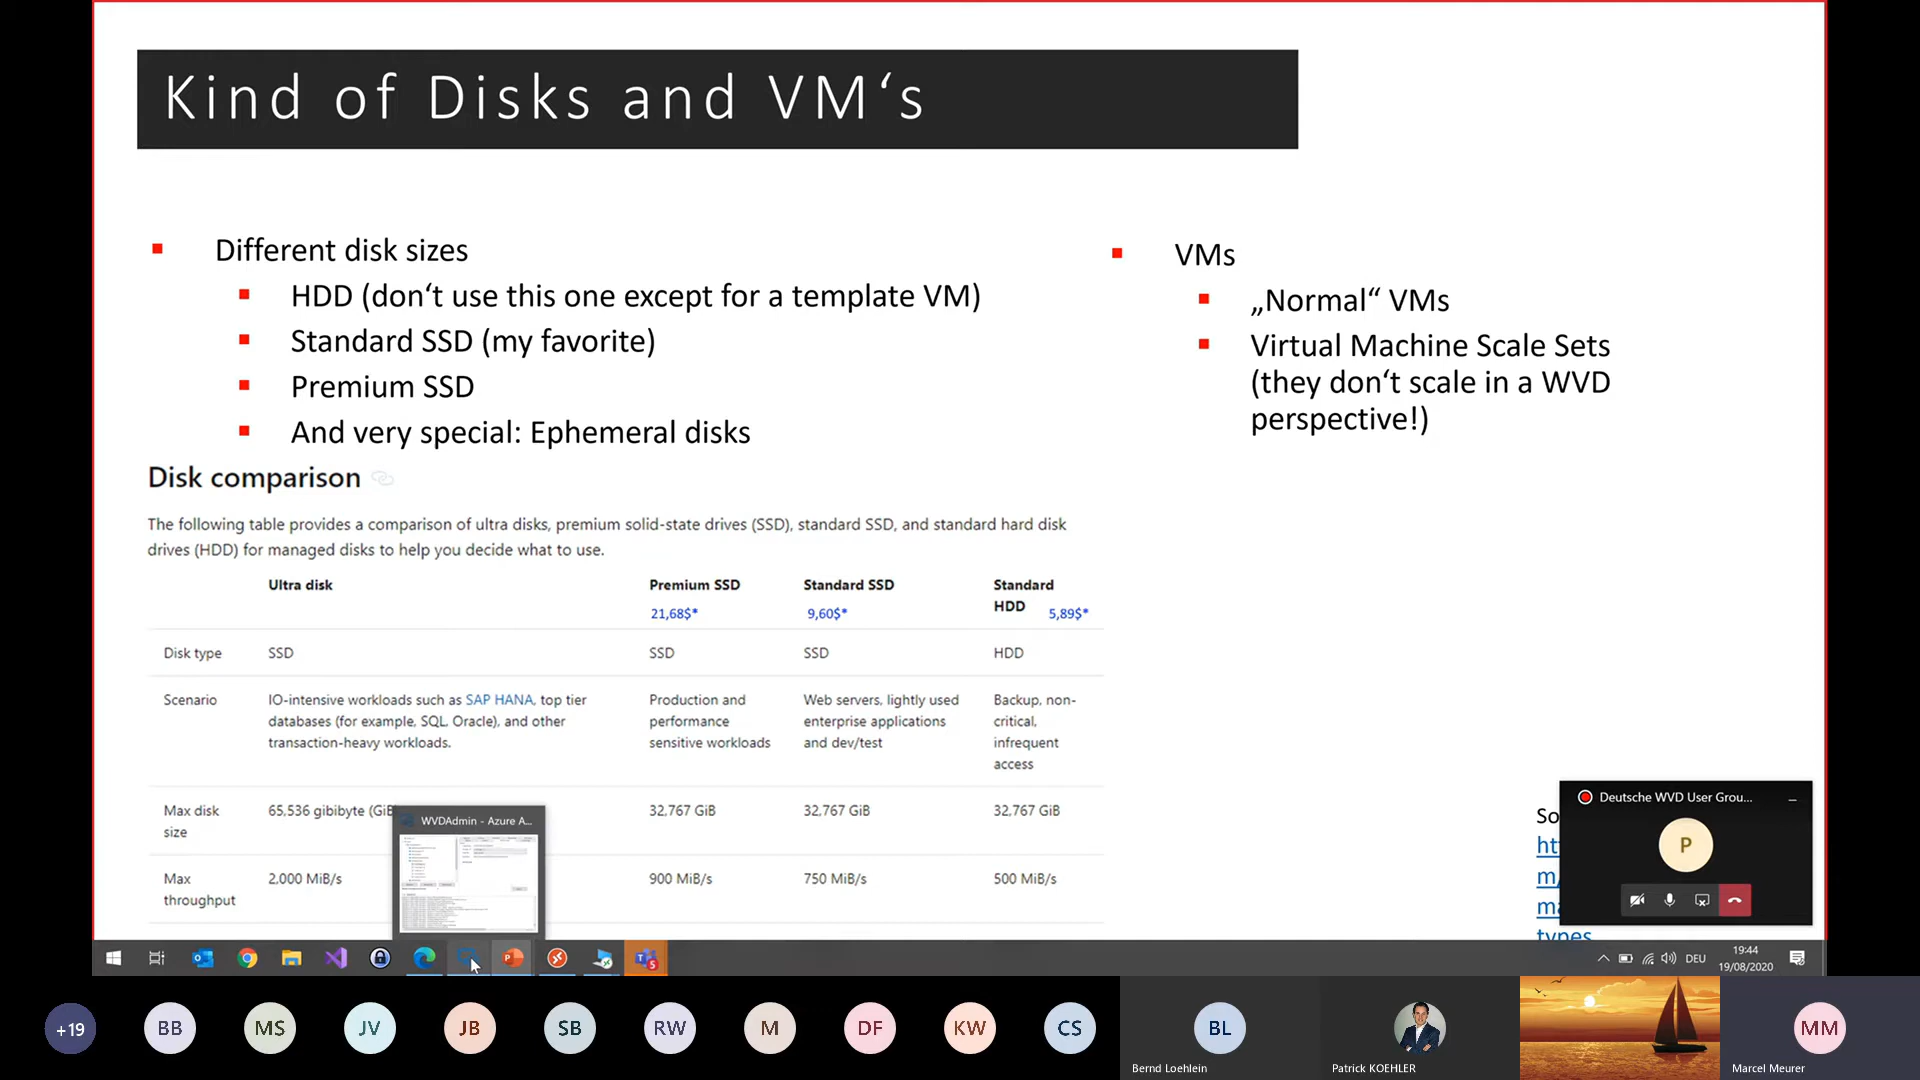 Kind of Disks and VM‘s
Different disk sizes
HDD (don‘t use this one except for a template VM)
Standard SSD (my favorite)
Premium SSD
And very special: Ephemeral disks
VMs
„Normal“ VMs
Virtual Machine Scale Sets
(they don‘t scale in a WVD
perspective!)
Disk comparison
The following table provides a comparison of ultra disks, premium solid-state drives (SSD), standard SSD, and standard hard disk
drives (HDD) for managed disks to help you decide what to use.
Ultra disk Premium SSD Standard SSD Standard
HDD
21,68$* 9,60$* 5,89$*
Disk type SSD SSD SSD HDD
Scenario IO-intensive workloads such as SAP HANA, top tier Production and Web servers, lightly used Backup, non-
databases (for example, SQL, Oracle), and other performance enterprise applications critical,
transaction-heavy workloads. sensitive workloads and dev/test infrequent
access
Max disk 65,536 gibibyte (GiB 32,767 GiB 32,767 GiB 32,767 GiB
size
Max 2,000 MiB/s 900 MiB/s 750 MiB/s 500 MiB/s
throughput
WVDAdmin - Azure A...
So
ht
m/
ma
types
Deutsche WVD User Grou...
P
DEU
19:44
19/08/2020
+19
BB
MS
JV
JB
SB
RW
M
DF
KW
CS
BL
Bernd Loehlein
Patrick KOEHLER
MM
Marcel Meurer